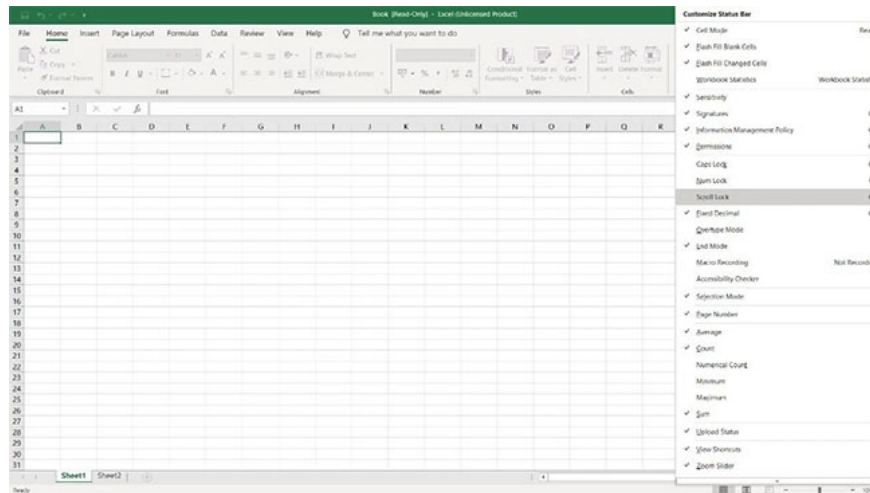 Book [Read-Only] - Excel (Unlicensed Product)
File Home Insert Page Layout Formulas Data Review View Help Tell me what you want to do
Cut
Copy
Format Painter
Paste
Calibri
B I U
Wrap Text
Merge & Center
%
Conditional Formatting
Format as Table
Cell Styles
Insert Delete Format
Clipboard Font Alignment Number Styles Cells
A1
A B C D E F G H I J K L M N O P Q R
1
2
3
4
5
6
7
8
9
10
11
12
13
14
15
16
17
18
19
20
21
22
23
24
25
26
27
28
29
30
31
Sheet1 Sheet2
Ready
Customize Status Bar
Cell Mode
Flash Fill Blank Cells
Flash Fill Changed Cells
Workbook Statistics
Sensitivity
Signatures
Information Management Policy
Permissions
Caps Lock
Num Lock
Scroll Lock
Fixed Decimal
Overtype Mode
End Mode
Macro Recording Not Record
Accessibility Checker
Selection Mode
Page Number
Average
Count
Numerical Count
Minimum
Maximum
Sum
Upload Status
View Shortcuts
Zoom Slider